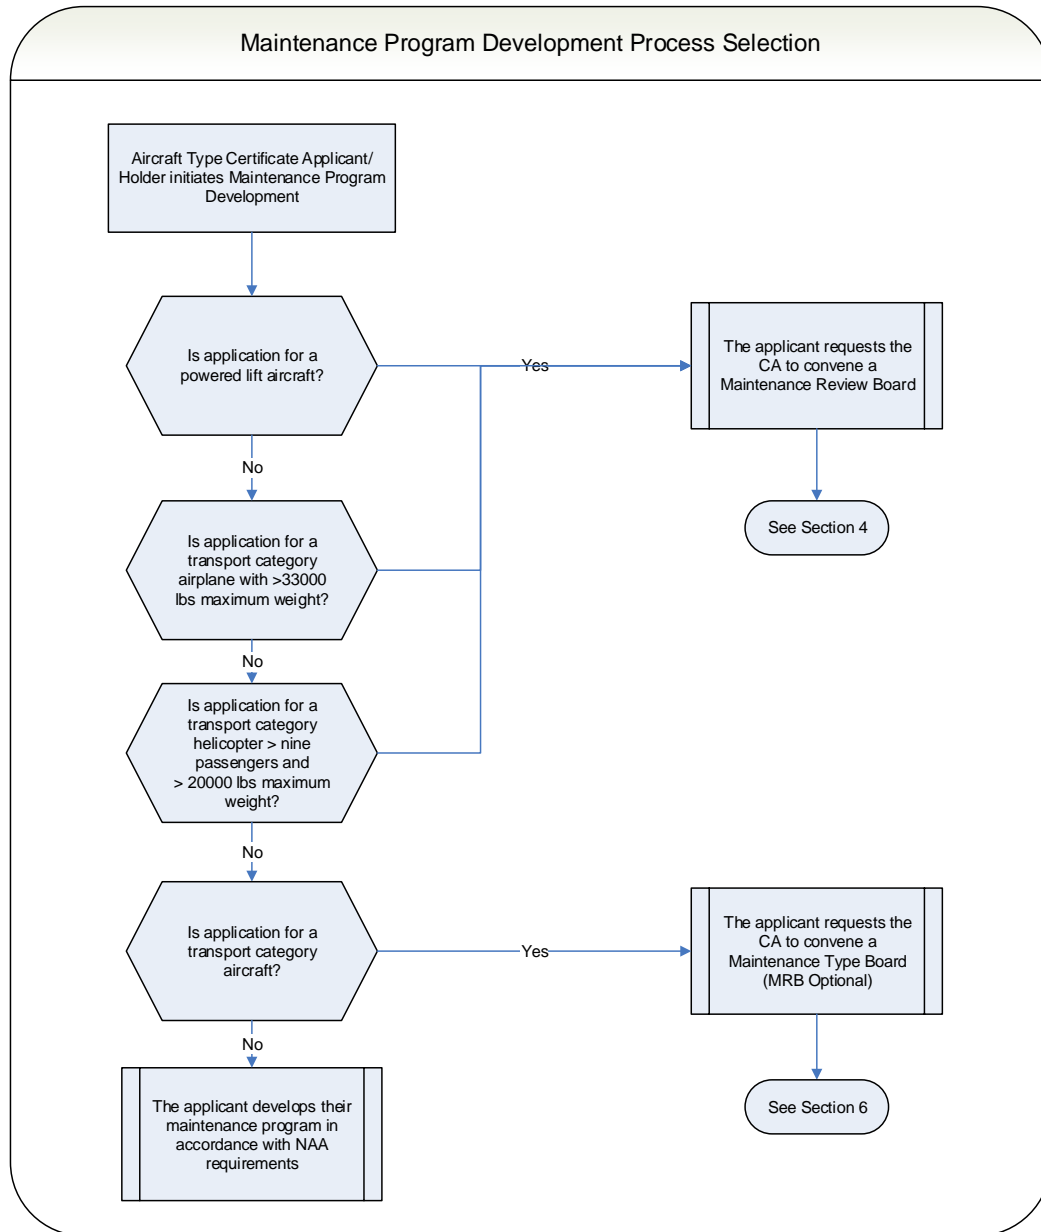 Maintenance Program Development Process Selection
Aircraft Type Certificate Applicant/
Holder initiates Maintenance Program
Development
Is application for a
powered lift aircraft?
Yes
The applicant requests the
CA to convene a
Maintenance Review Board
No
See Section 4
Is application for a
transport category
airplane with >33000
lbs maximum weight?
No
Is application for a
transport category
helicopter > nine
passengers and
> 20000 lbs maximum
weight?
No
Is application for a
transport category
aircraft?
Yes
The applicant requests the
CA to convene a
Maintenance Type Board
(MRB Optional)
No
See Section 6
The applicant develops their
maintenance program in
accordance with NAA
requirements